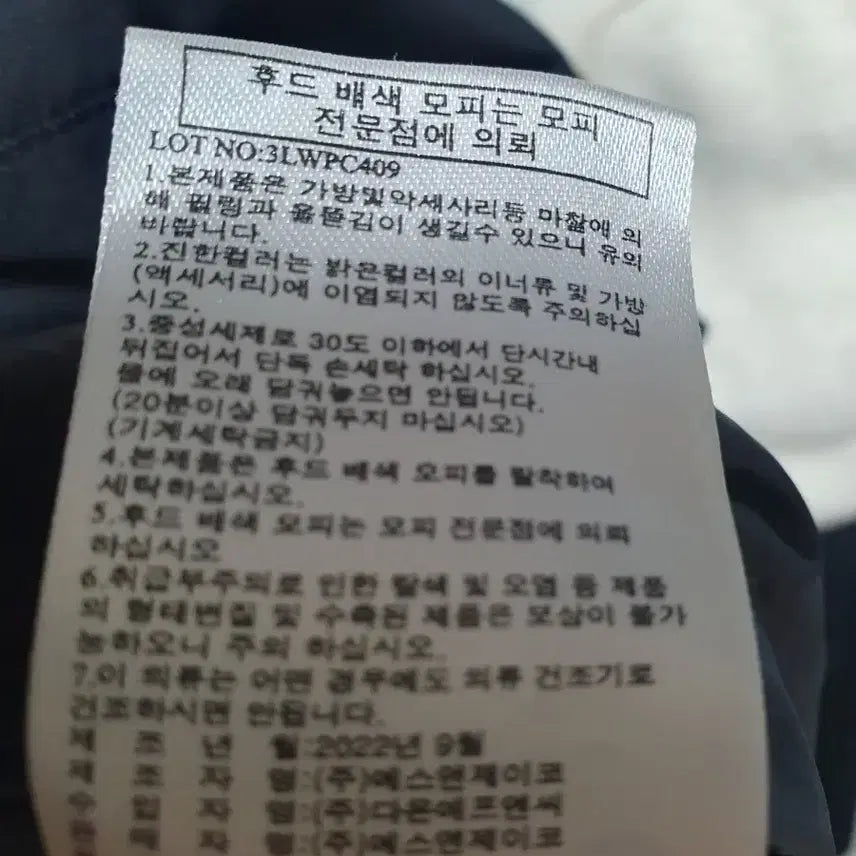 후드 배색 모피는 모피
전문점에 의뢰
LOT NO:3LWPC409
1.본제품은 가방및악세사리등 마찰에 의
해 필링과 올뜯김이 생길수 있으니 유의
바랍니다.
2.진한컬러는 밝은컬러의 이너류 및 가방
(액세서리)에 이염되지 않도록 주의하십
시오.
3.중성세제로 30도 이하에서 단시간내
뒤집어서 단독 손세탁 하십시오.
물에 오래 담궈놓으면 안됩니다.
(20분이상 담궈두지 마십시오)
(기계세탁금지)
4.본제품은 후드 배색 모피를 탈착하여
세탁하십시오.
5.후드 배색 모피는 모피 전문점에 의뢰
하십시오
6.취급부주의로 인한 탈색 및 오염 등 제품
의 형태변질 및 수축된 제품은 보상이 불가
능하오니 주의 하십시오.
7.이 의류는 어떤 경우에도 의류 건조기로
건조하시면 안됩니다.
제 조 년 월:2022년 9월
제 조 자 명:(주)에스앤제이코
수 입 자 명:(주)다온에프앤씨
자 명:(주)에스앤제이코